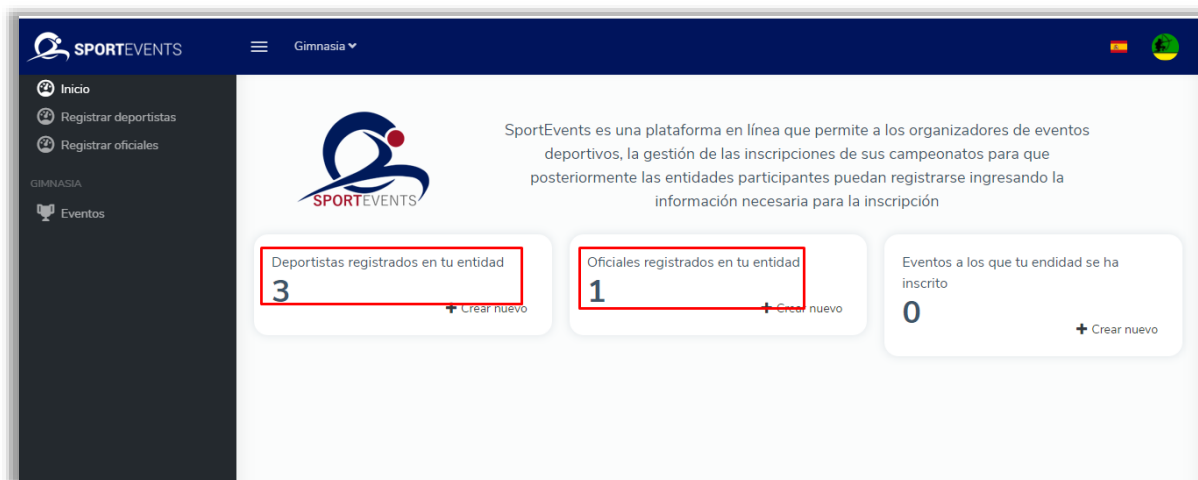 SPORTEVENTS
Gimnasia
Inicio
Registrar deportistas
Registrar oficiales
GIMNASIA
Eventos
SPORTEVENTS
SportEvents es una plataforma en línea que permite a los organizadores de eventos
deportivos, la gestión de las inscripciones de sus campeonatos para que
posteriormente las entidades participantes puedan registrarse ingresando la
información necesaria para la inscripción
Deportistas registrados en tu entidad
3
+ Crear nuevo
Oficiales registrados en tu entidad
1
+ Crear nuevo
Eventos a los que tu endidad se ha
inscrito
0
+ Crear nuevo